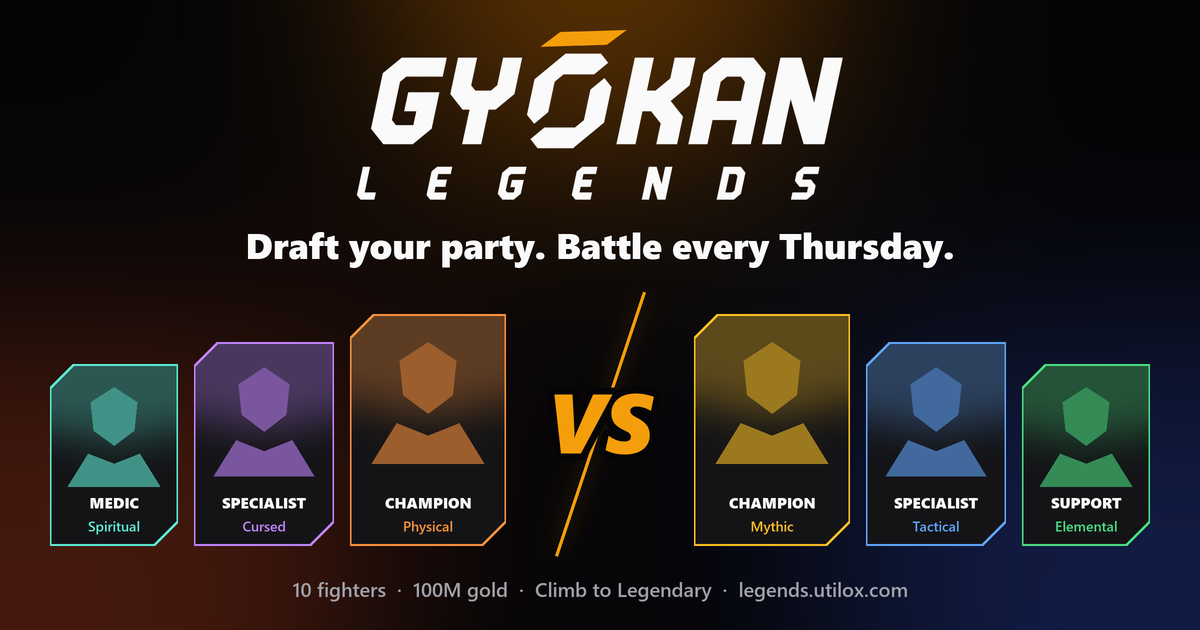 GYŌKAN
LEGENDS
Draft your party. Battle every Thursday.
MEDIC
Spiritual
SPECIALIST
Cursed
CHAMPION
Physical
VS
CHAMPION
Mythic
SPECIALIST
Tactical
SUPPORT
Elemental
10 fighters · 100M gold · Climb to Legendary · legends.utilox.com